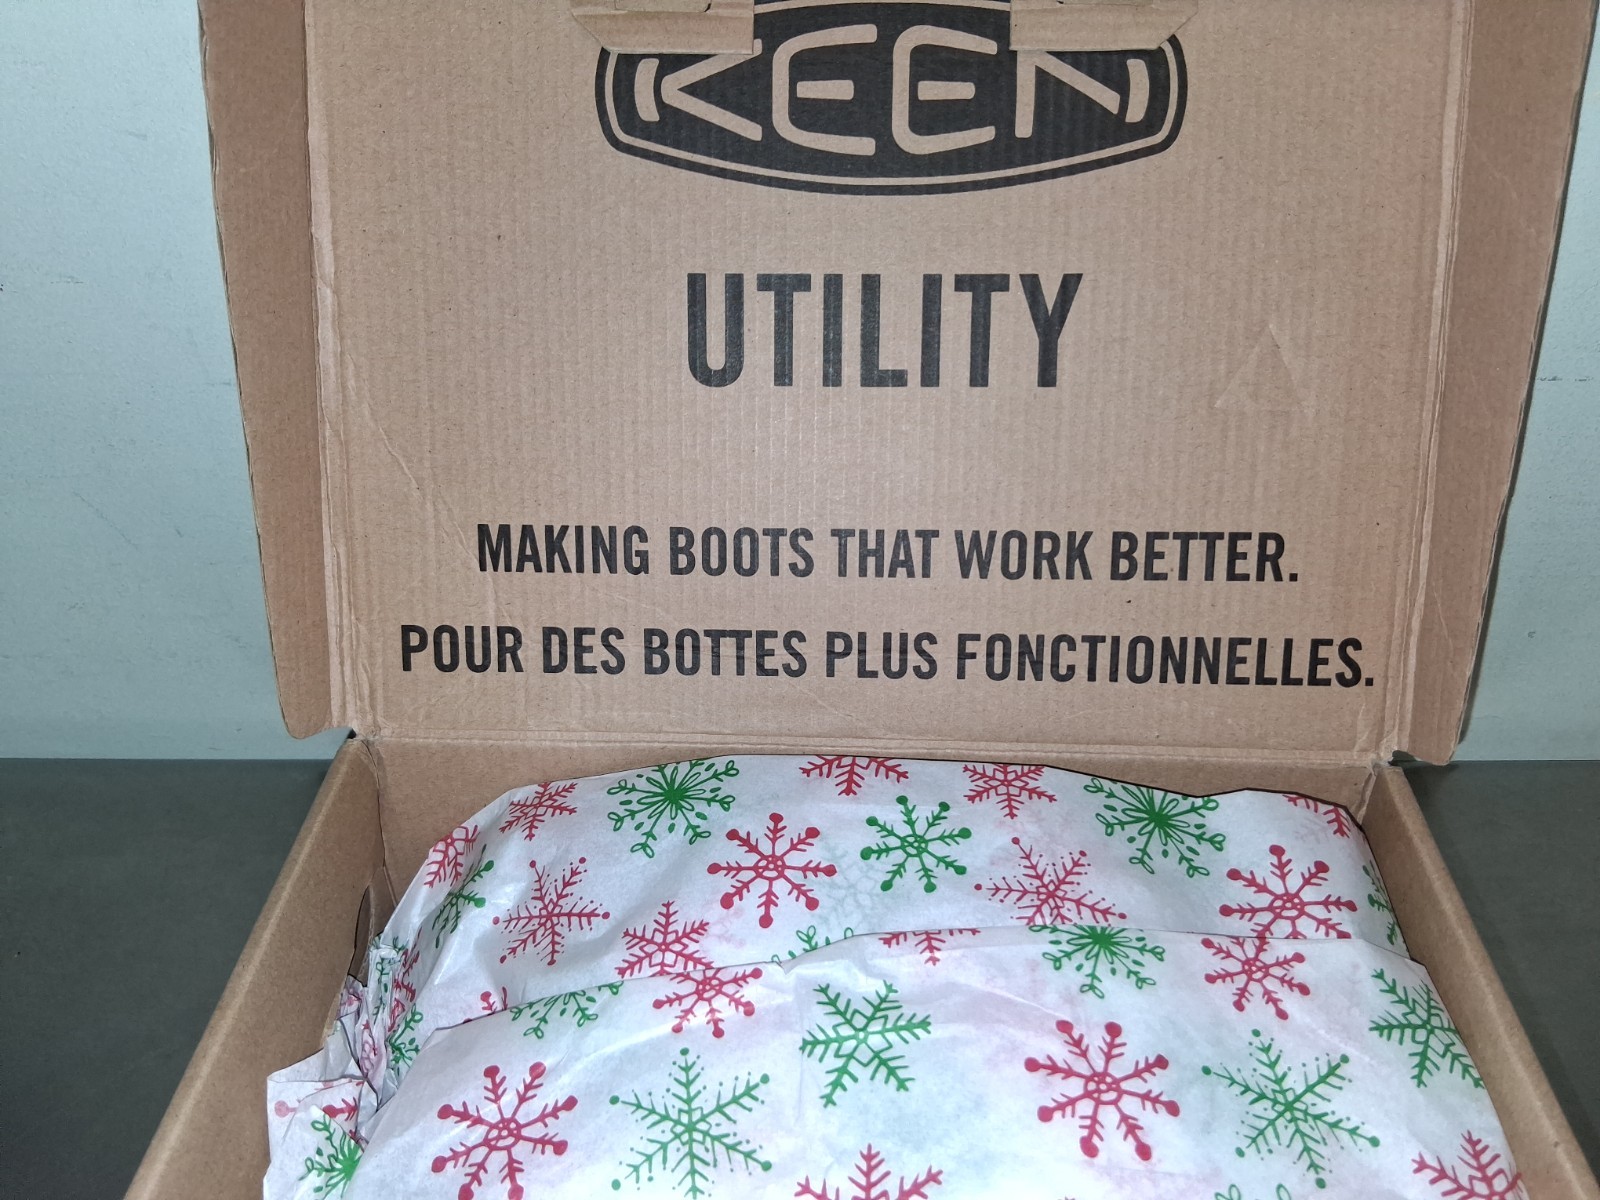 KEEN
UTILITY
MAKING BOOTS THAT WORK BETTER.
POUR DES BOTTES PLUS FONCTIONNELLES.